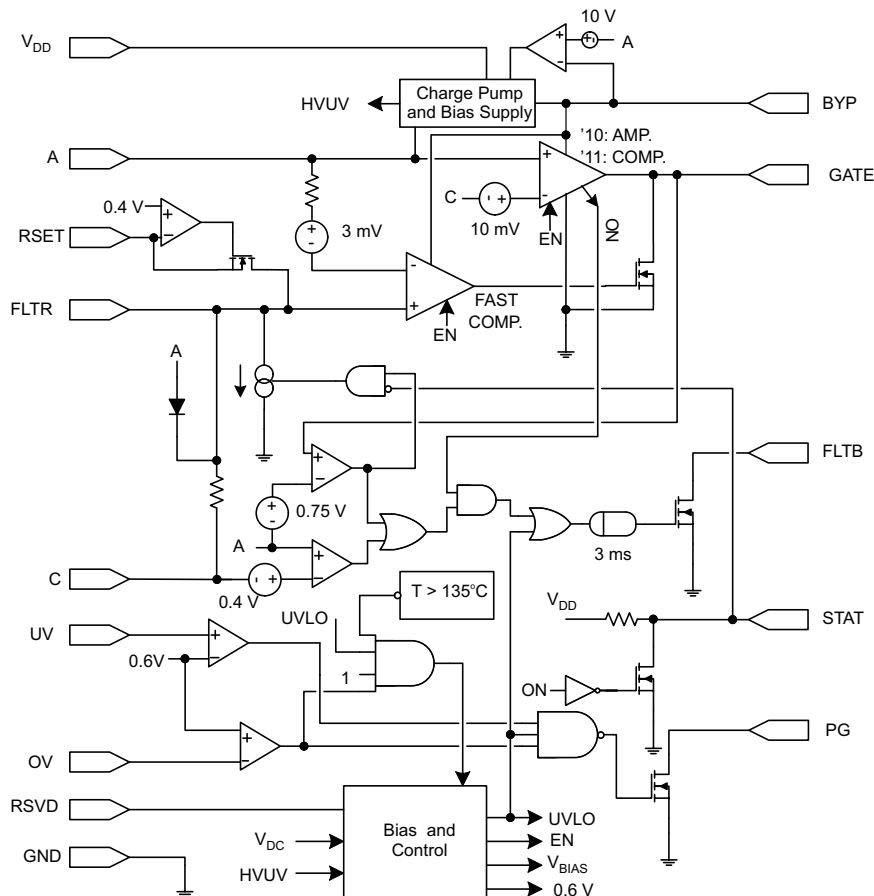 10 V
V_DD
+
A
-
HVUV
Charge Pump
and Bias Supply
BYP
'10: AMP.
'11: COMP.
A
+
GATE
0.4 V
+
C
- +
-
RSET
-
+
-
3 mV
10 mV
EN
NO
-
FAST
COMP.
FLTR
+
EN
A
+
-
FLTB
+
-
0.75 V
A
+
3 ms
C
- +
-
0.4 V
T > 135°C
V_DD
UVLO
STAT
UV
+
0.6V
-
1
ON
+
PG
OV
-
RSVD
Bias and
Control
UVLO
V_DC
EN
GND
V_BIAS
HVUV
0.6 V